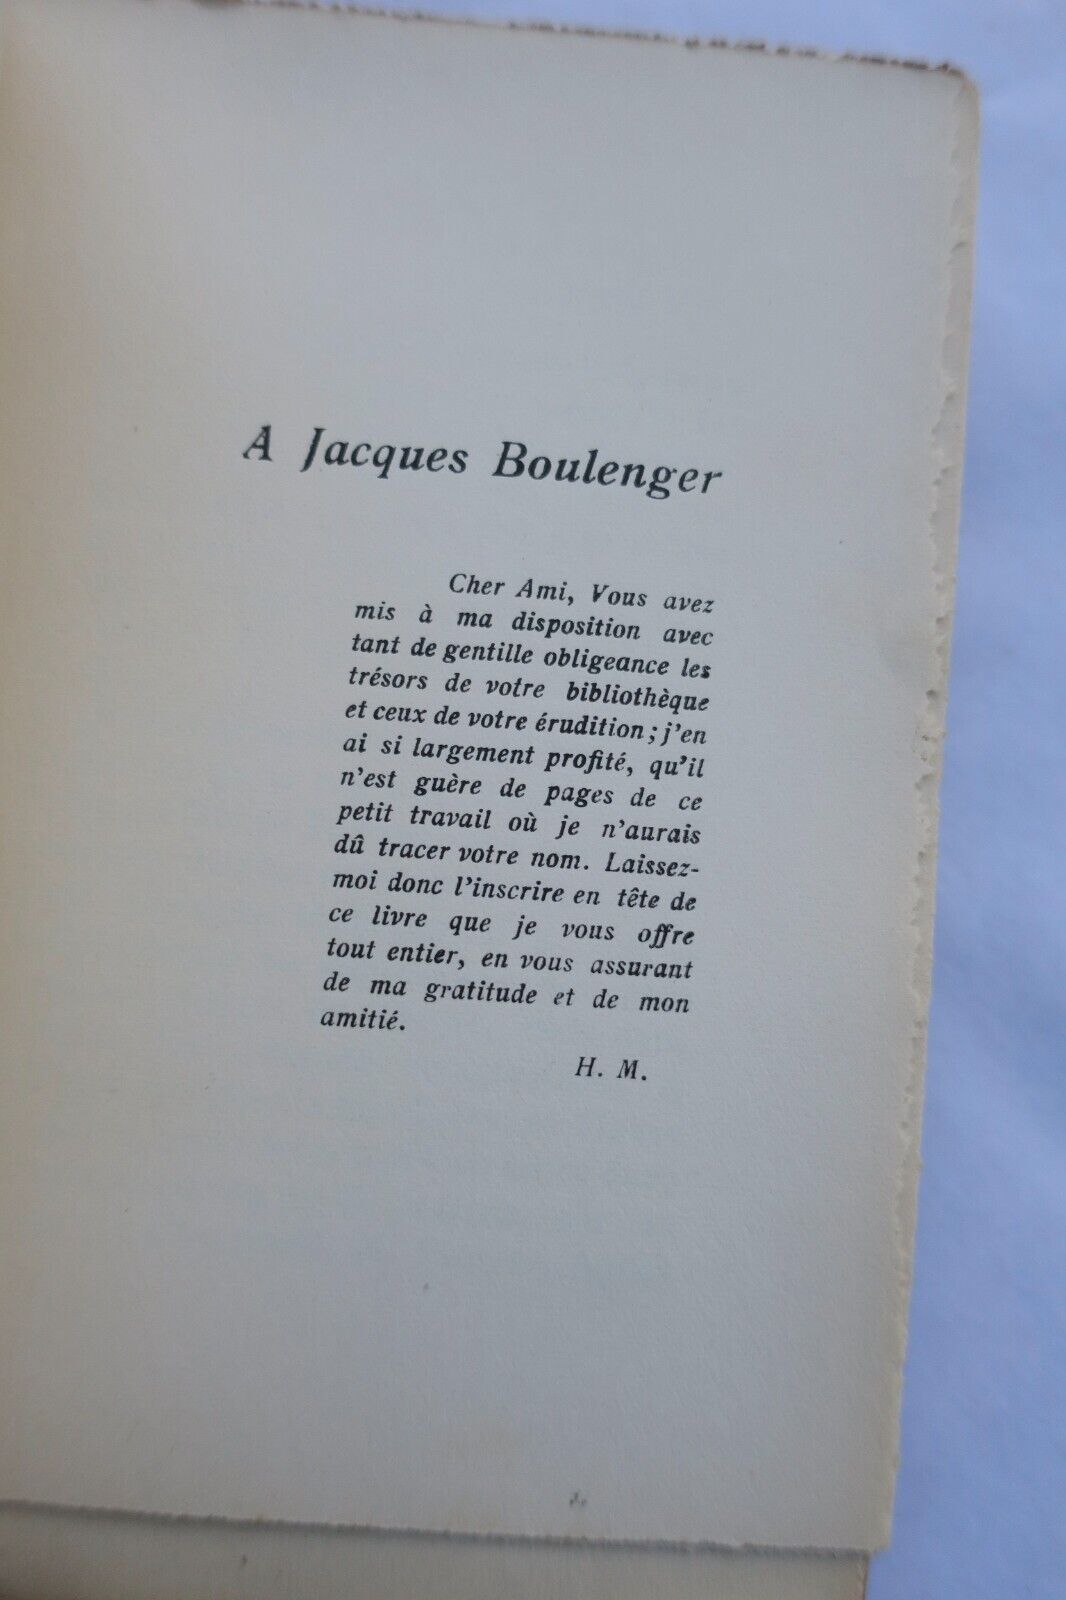 A Jacques Boulenger
Cher Ami, Vous avez
mis à ma disposition avec
tant de gentille obligeance les
trésors de votre bibliothèque
et ceux de votre érudition ; j'en
ai si largement profité, qu'il
n'est guère de pages de ce
petit travail où je n'aurais
dû tracer votre nom. Laissez-
moi donc l'inscrire en tête de
ce livre que je vous offre
tout entier, en vous assurant
de ma gratitude et de mon
amitié.
H. M.